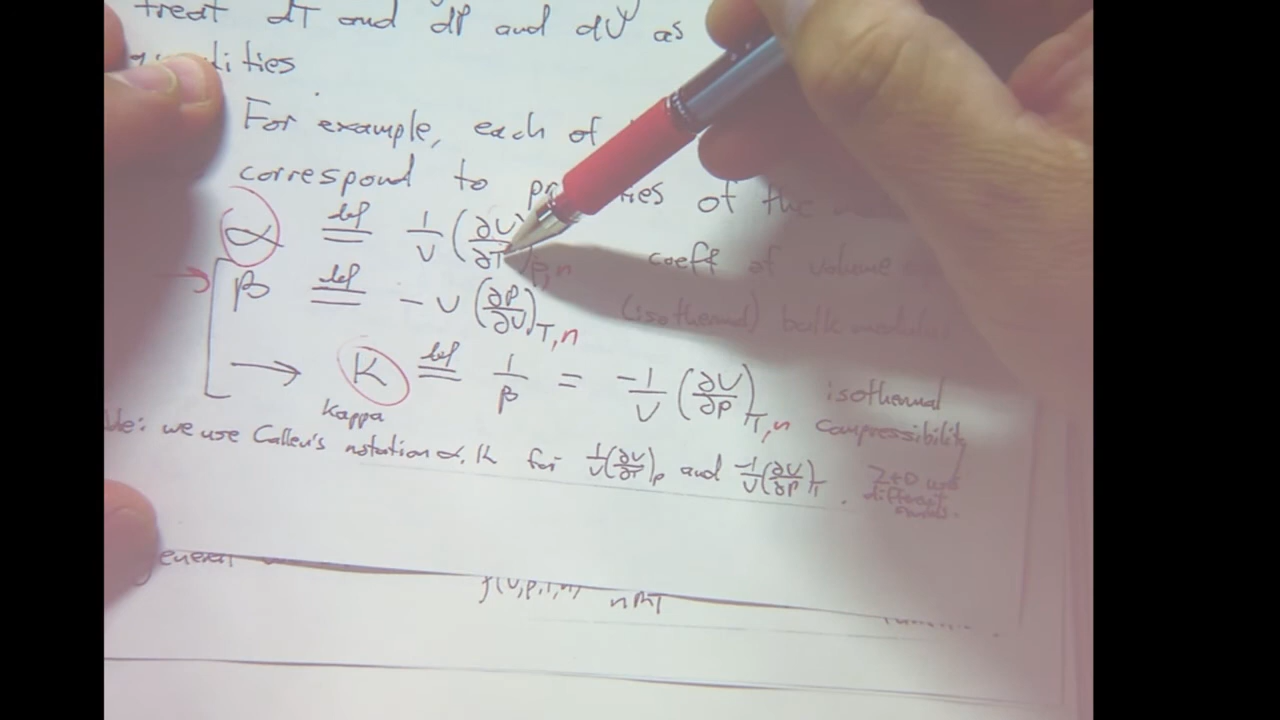 treat dT and dP and dV as
For example, each of
correspond to of the
α def= 1/V (∂V/∂T)P,n coeff of volume
β def= - V (∂P/∂V)T,n (isothermal) bulk modulus
→ K def= 1/β = -1/V (∂V/∂P)T,n isothermal compressibility
Kappa
we use Callen's notation α, K for 1/V(∂V/∂T)P and -1/V(∂V/∂P)T. Z+D use different
f(V,P,T,n) nRT